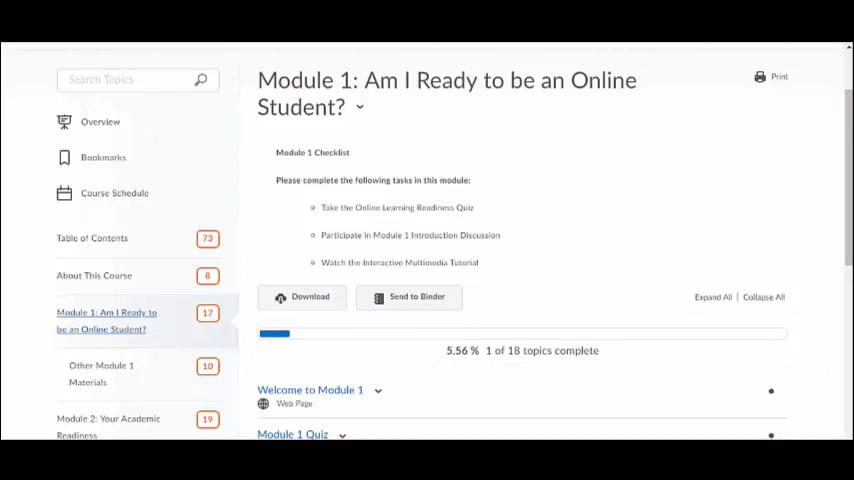 Search Topics
Overview
Bookmarks
Course Schedule
Table of Contents 73
About This Course 8
Module 1: Am I Ready to be an Online Student? 17
Other Module 1 Materials 10
Module 2: Your Academic Readiness 19
Module 1: Am I Ready to be an Online
Student?
Print
Module 1 Checklist
Please complete the following tasks in this module:
Take the Online Learning Readiness Quiz
Participate in Module 1 Introduction Discussion
Watch the Interactive Multimedia Tutorial
Download
Send to Binder
Expand All | Collapse All
5.56 % 1 of 18 topics complete
Welcome to Module 1
Web Page
Module 1 Quiz